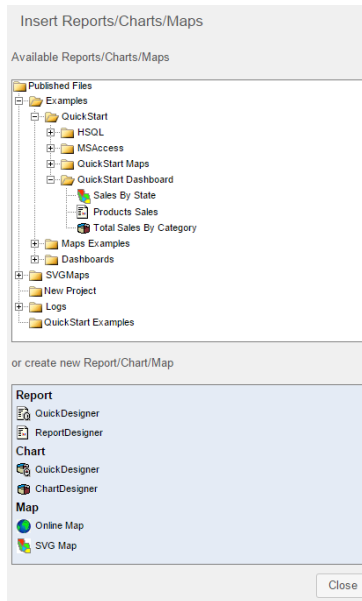 Insert Reports/Charts/Maps
Available Reports/Charts/Maps
Published Files
Examples
QuickStart
HSQL
MSAccess
QuickStart Maps
QuickStart Dashboard
Sales By State
Products Sales
Total Sales By Category
Maps Examples
Dashboards
SVGMaps
New Project
Logs
QuickStart Examples
or create new Report/Chart/Map
Report
QuickDesigner
ReportDesigner
Chart
QuickDesigner
ChartDesigner
Map
Online Map
SVG Map
Close